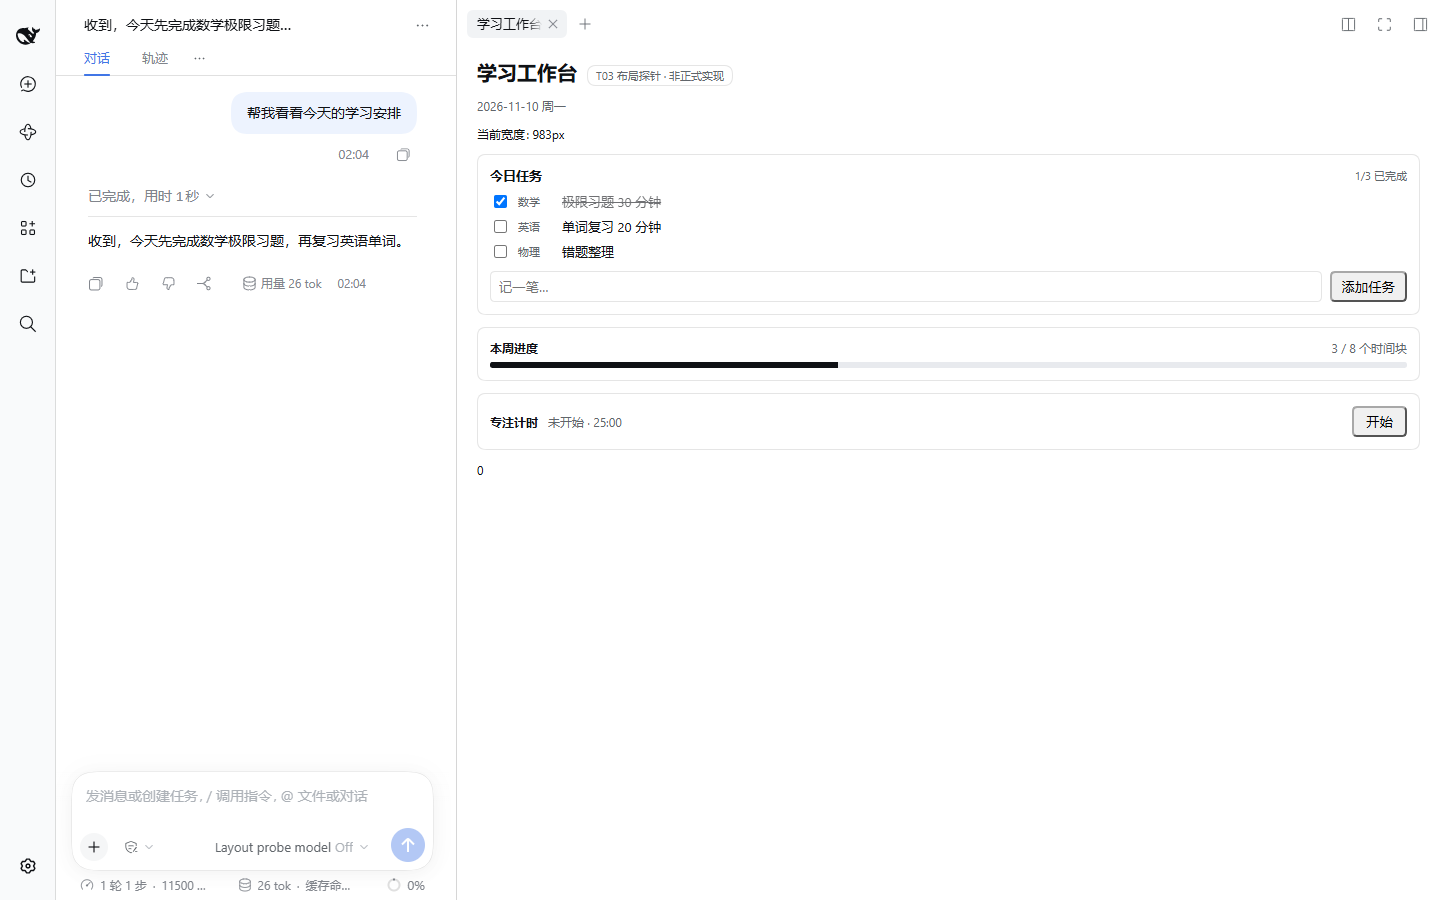 收到，今天先完成数学极限习题...
对话 轨迹
帮我看看今天的学习安排
02:04
已完成，用时 1 秒
收到，今天先完成数学极限习题，再复习英语单词。
用量 26 tok 02:04
发消息或创建任务, / 调用指令, @ 文件或对话
Layout probe model Off
1 轮 1 步 · 11500 ...
26 tok · 缓存命...
0%
学习工作台
学习工作台 T03 布局探针 · 非正式实现
2026-11-10 周一
当前宽度: 983px
今日任务 1/3 已完成
数学 极限习题 30 分钟
英语 单词复习 20 分钟
物理 错题整理
记一笔... 添加任务
本周进度 3 / 8 个时间块
专注计时 未开始 · 25:00 开始
0